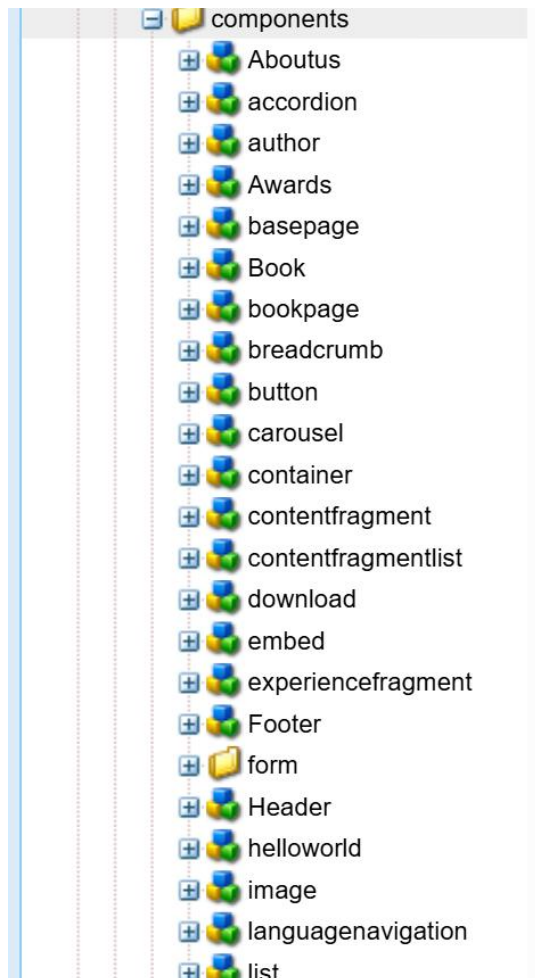 components
Aboutus
accordion
author
Awards
basepage
Book
bookpage
breadcrumb
button
carousel
container
contentfragment
contentfragmentlist
download
embed
experiencefragment
Footer
form
Header
helloworld
image
languagenavigation
list